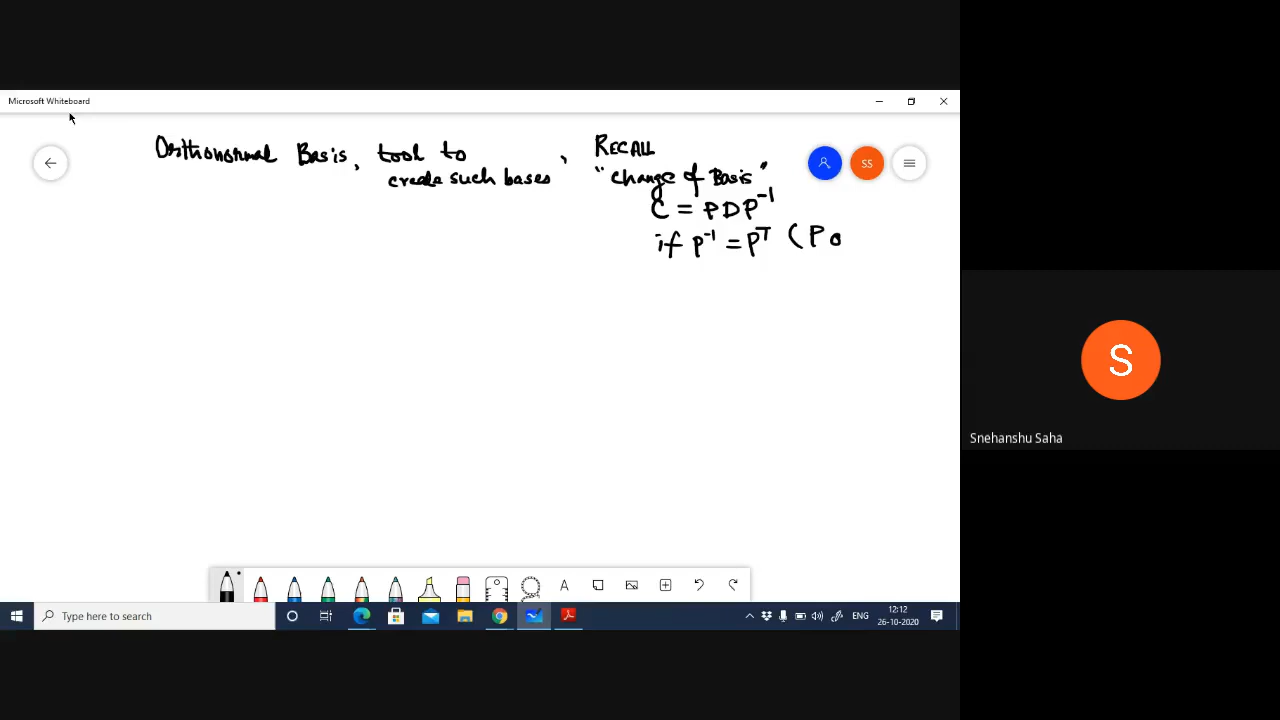 Microsoft Whiteboard
Orthonormal Basis, tool to
create such bases,
RECALL
"Change of Basis"
C = PDP⁻¹
if P⁻¹ = Pᵀ (P o
SS
S
Snehanshu Saha
A
Type here to search
ENG
12:12
26-10-2020